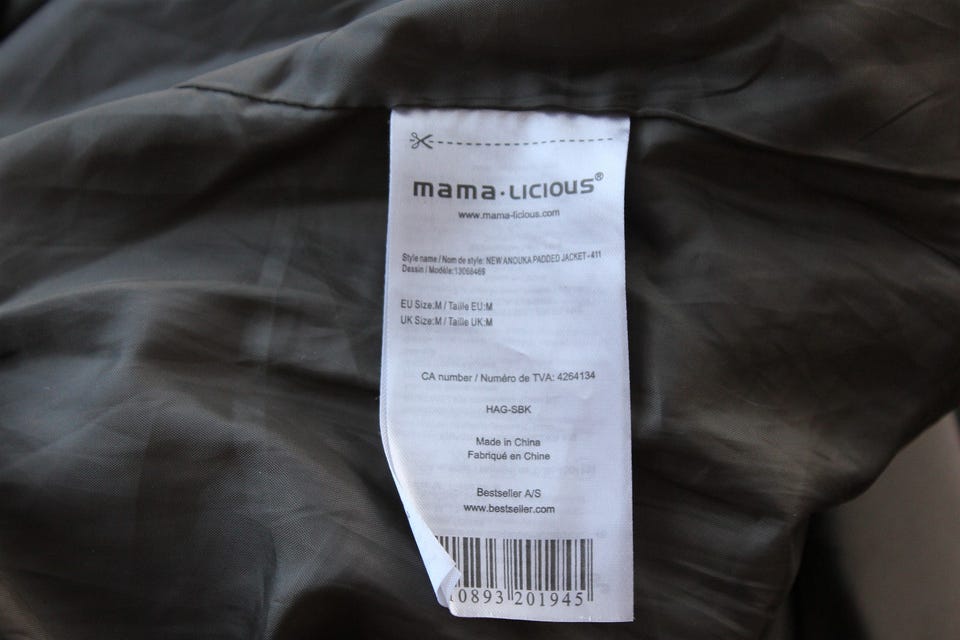 mama·licious®
www.mama-licious.com
Style name / Nom de style: NEW ANOUKA PADDED JACKET - 411
Dessin / Modèle:13068469
EU Size:M / Taille EU:M
UK Size:M / Taille UK:M
CA number / Numéro de TVA: 4264134
HAG-SBK
Made in China
Fabriqué en Chine
Bestseller A/S
www.bestseller.com
0893 201945